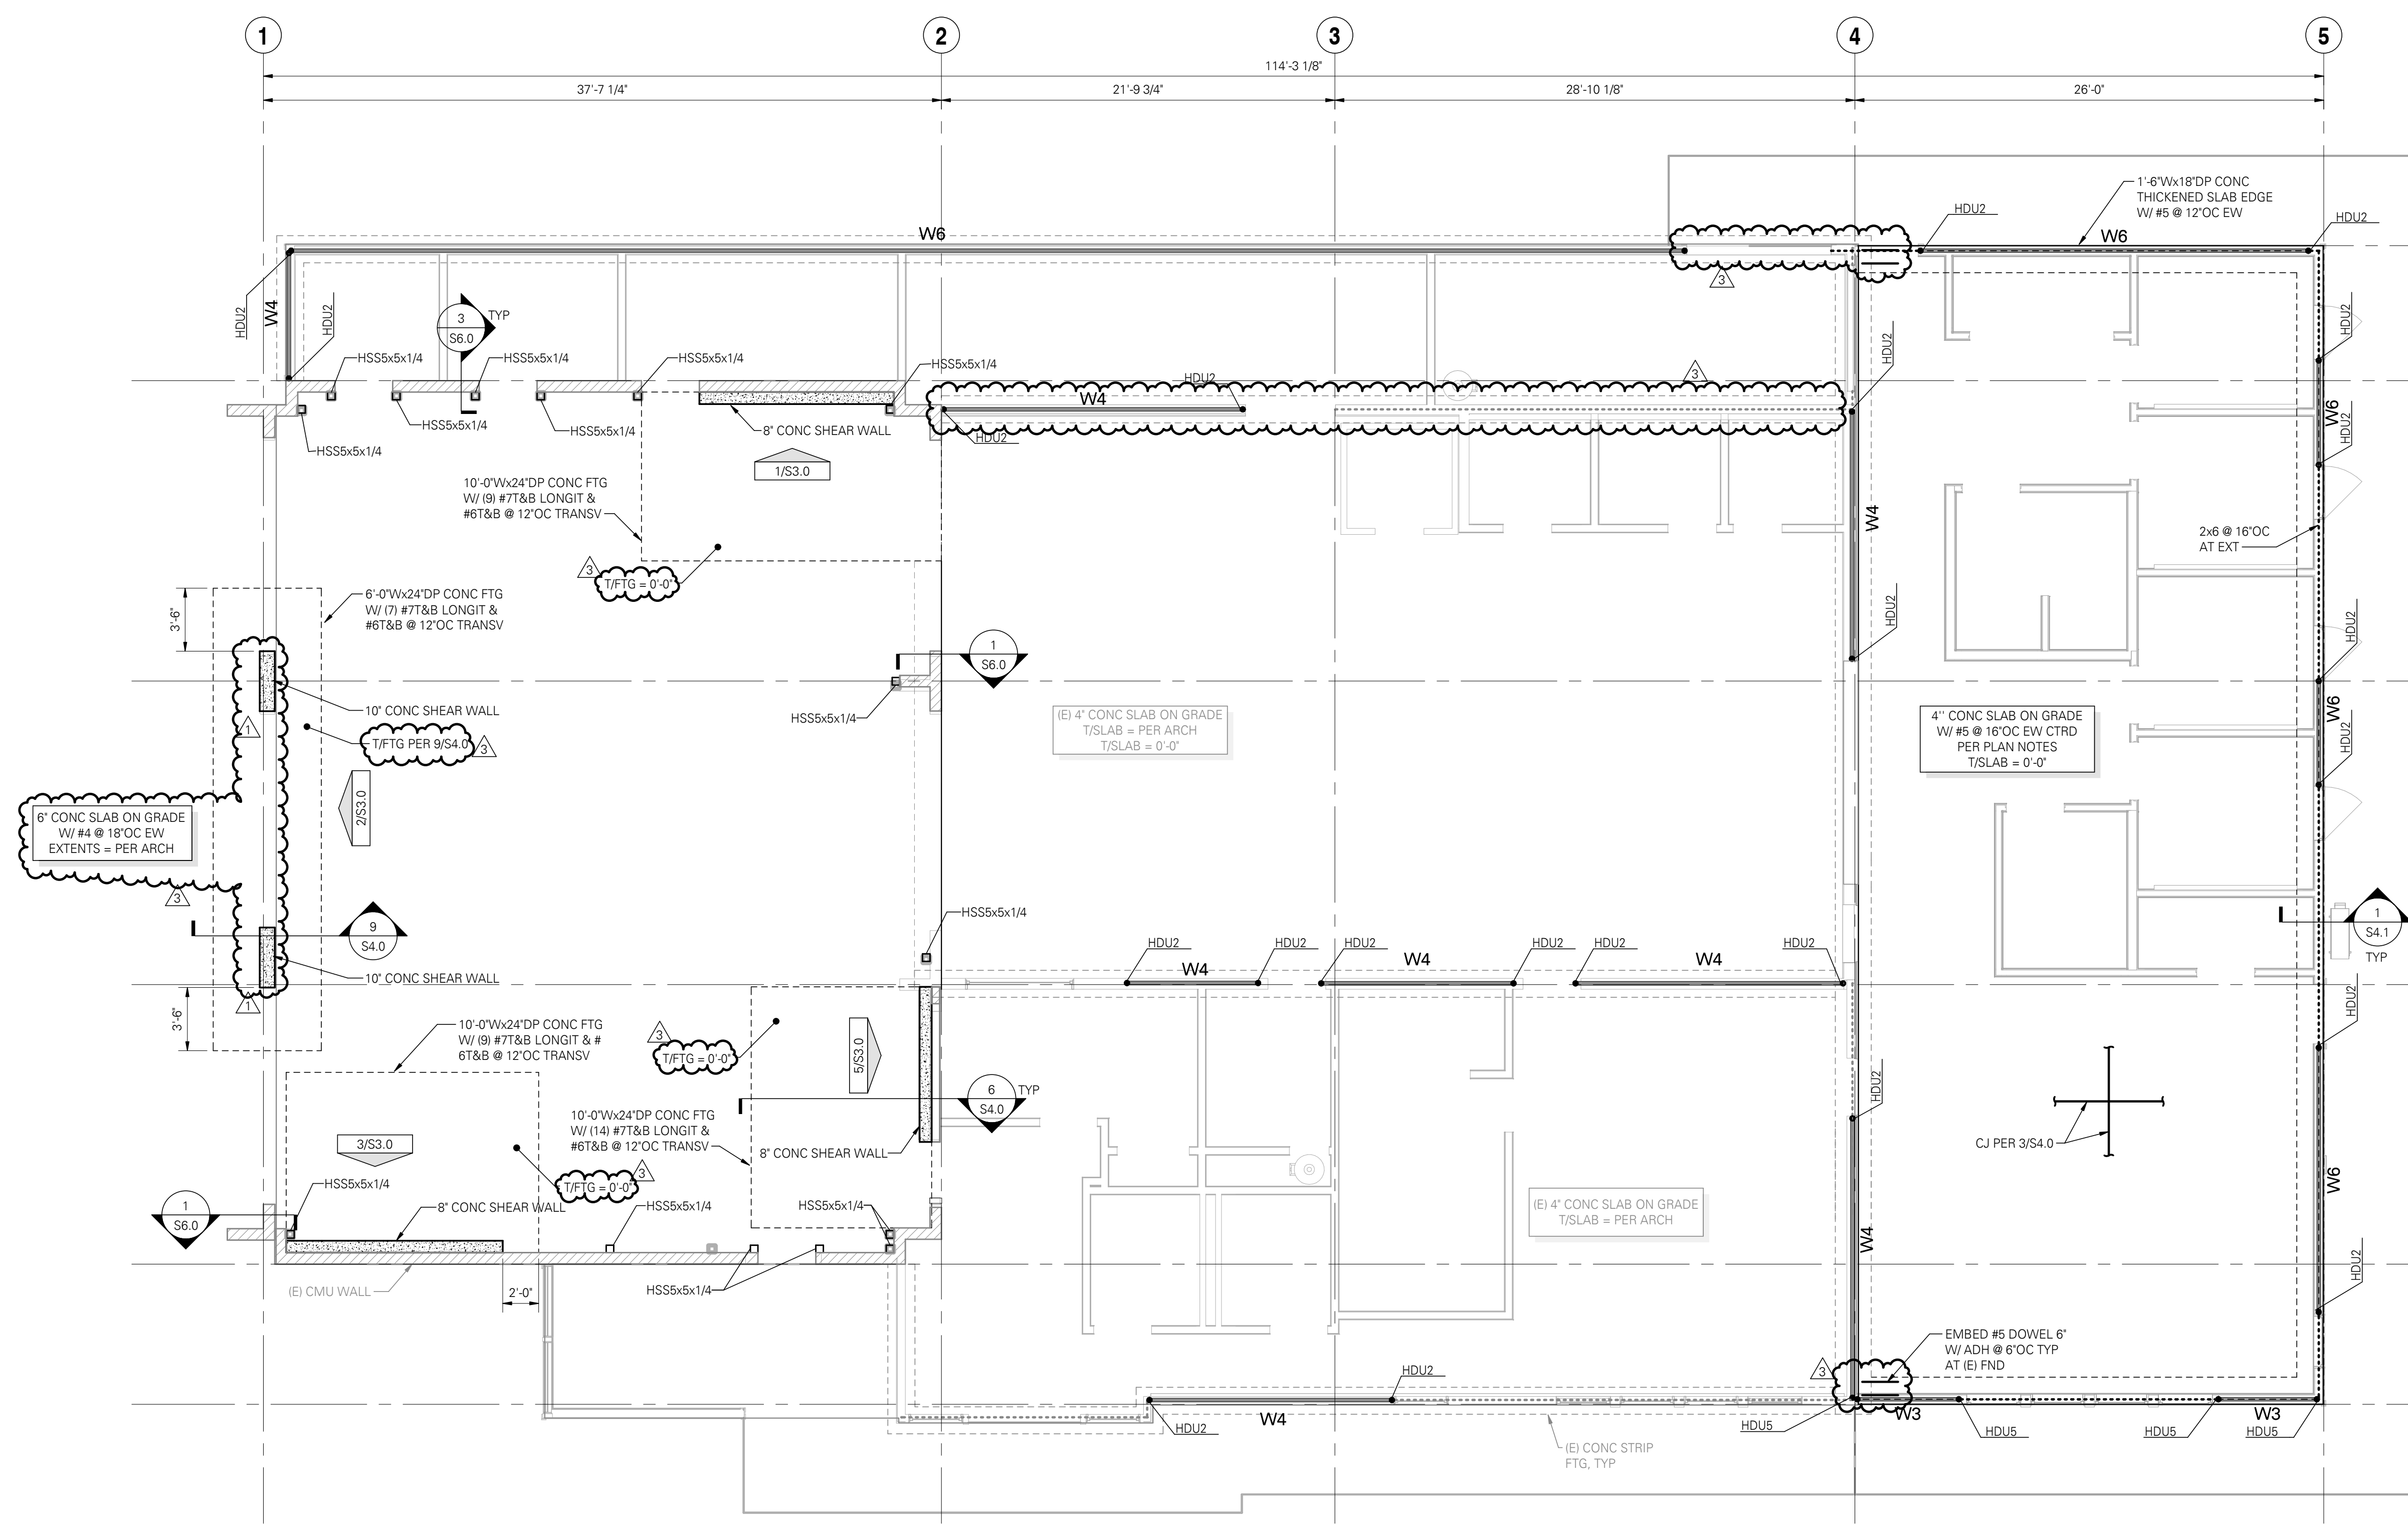 1
2
3
4
5
114'-3 1/8"
37'-7 1/4"
21'-9 3/4"
28'-10 1/8"
26'-0"
1'-6"Wx18"DP CONC
THICKENED SLAB EDGE
W/ #5 @ 12"OC EW
HDU2
HDU2
W6
W6
3
HDU2
W4
HDU2
3
S6.0
TYP
HSS5x5x1/4
HSS5x5x1/4
HSS5x5x1/4
HSS5x5x1/4
HDU2
W4
3
HDU2
HDU2
HDU2
W6
HDU2
HSS5x5x1/4
HSS5x5x1/4
HSS5x5x1/4
8" CONC SHEAR WALL
1/S3.0
10'-0"Wx24"DP CONC FTG
W/ (9) #7T&B LONGIT &
#6T&B @ 12"OC TRANSV
3
T/FTG = 0'-0"
W4
HDU2
2x6 @ 16"OC
AT EXT
3'-6"
6'-0"Wx24"DP CONC FTG
W/ (7) #7T&B LONGIT &
#6T&B @ 12"OC TRANSV
1
S6.0
HSS5x5x1/4
10" CONC SHEAR WALL
1
T/FTG PER 9/S4.0
3
2/S3.0
(E) 4" CONC SLAB ON GRADE
T/SLAB = PER ARCH
T/SLAB = 0'-0"
4'' CONC SLAB ON GRADE
W/ #5 @ 16"OC EW CTRD
PER PLAN NOTES
T/SLAB = 0'-0"
HDU2
W6
HDU2
6" CONC SLAB ON GRADE
W/ #4 @ 18"OC EW
EXTENTS = PER ARCH
3
9
S4.0
10" CONC SHEAR WALL
1
3'-6"
HSS5x5x1/4
HDU2
HDU2
HDU2
HDU2
HDU2
HDU2
W4
W4
W4
1
S4.1
TYP
HDU2
10'-0"Wx24"DP CONC FTG
W/ (9) #7T&B LONGIT & #
6T&B @ 12"OC TRANSV
3
T/FTG = 0'-0"
5/S3.0
6
S4.0
TYP
10'-0"Wx24"DP CONC FTG
W/ (14) #7T&B LONGIT &
#6T&B @ 12"OC TRANSV
8" CONC SHEAR WALL
3/S3.0
3
T/FTG = 0'-0"
HSS5x5x1/4
8" CONC SHEAR WALL
HSS5x5x1/4
HSS5x5x1/4
1
S6.0
(E) CMU WALL
2'-0"
HSS5x5x1/4
HDU2
CJ PER 3/S4.0
W6
(E) 4" CONC SLAB ON GRADE
T/SLAB = PER ARCH
W4
HDU2
EMBED #5 DOWEL 6"
W/ ADH @ 6"OC TYP
AT (E) FND
3
HDU2
HDU2
W4
HDU5
W3
HDU5
HDU5
W3
HDU5
(E) CONC STRIP
FTG, TYP